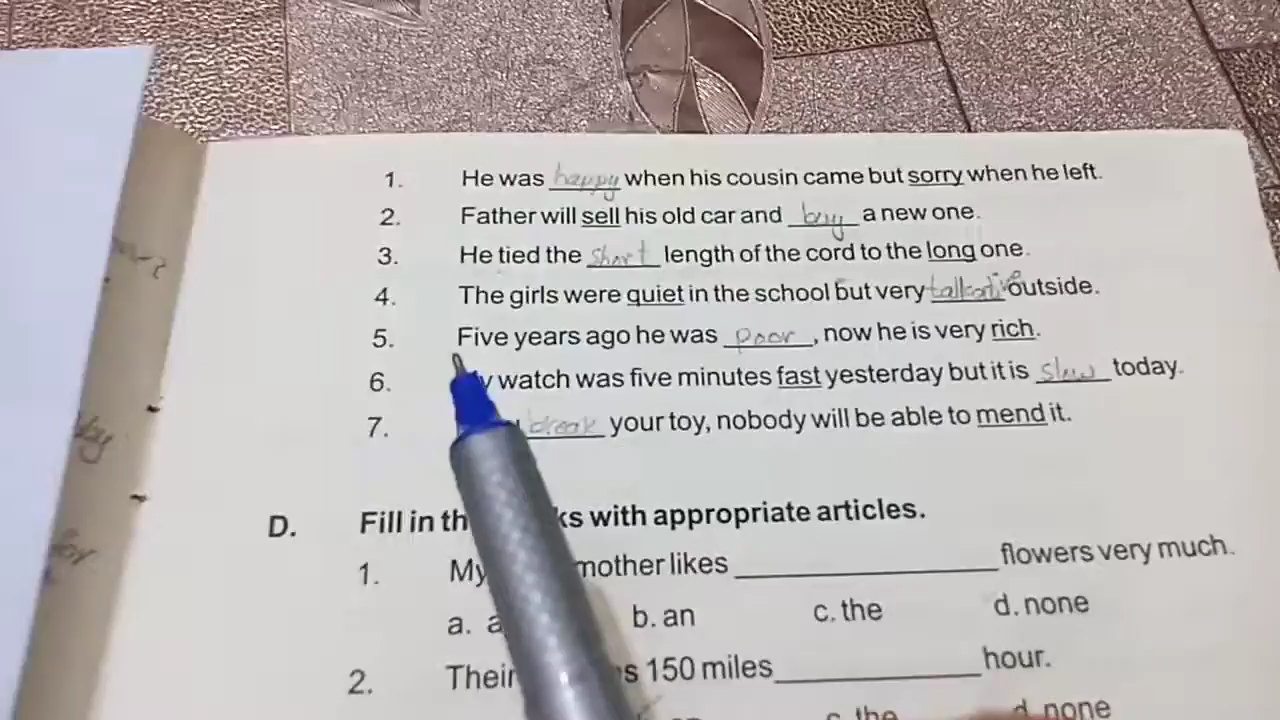 1. He was happy when his cousin came but sorry when he left.
2. Father will sell his old car and buy a new one.
3. He tied the short length of the cord to the long one.
4. The girls were quiet in the school but very talkative outside.
5. Five years ago he was poor, now he is very rich.
6. watch was five minutes fast yesterday but it is slow today.
7. break your toy, nobody will be able to mend it.
D. Fill in with appropriate articles.
1. My mother likes ____ flowers very much.
a. b. an c. the d. none
2. 150 miles ____ hour.
c. the d. none